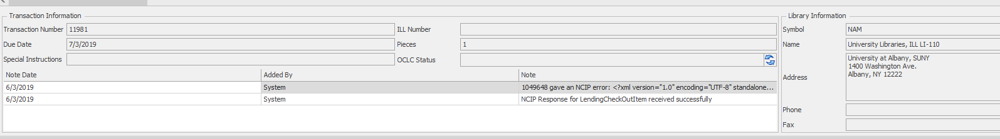 Transaction Information
Transaction Number 11981 ILL Number
Due Date 7/3/2019 Pieces 1
Special Instructions OCLC Status
Note Date Added By Note
6/3/2019 System 1049648 gave an NCIP error: <?xml version="1.0" encoding="UTF-8" standalone...
6/3/2019 System NCIP Response for LendingCheckOutItem received successfully
Library Information
Symbol NAM
Name University Libraries, ILL LI-110
Address University at Albany, SUNY
1400 Washington Ave.
Albany, NY 12222
Phone
Fax